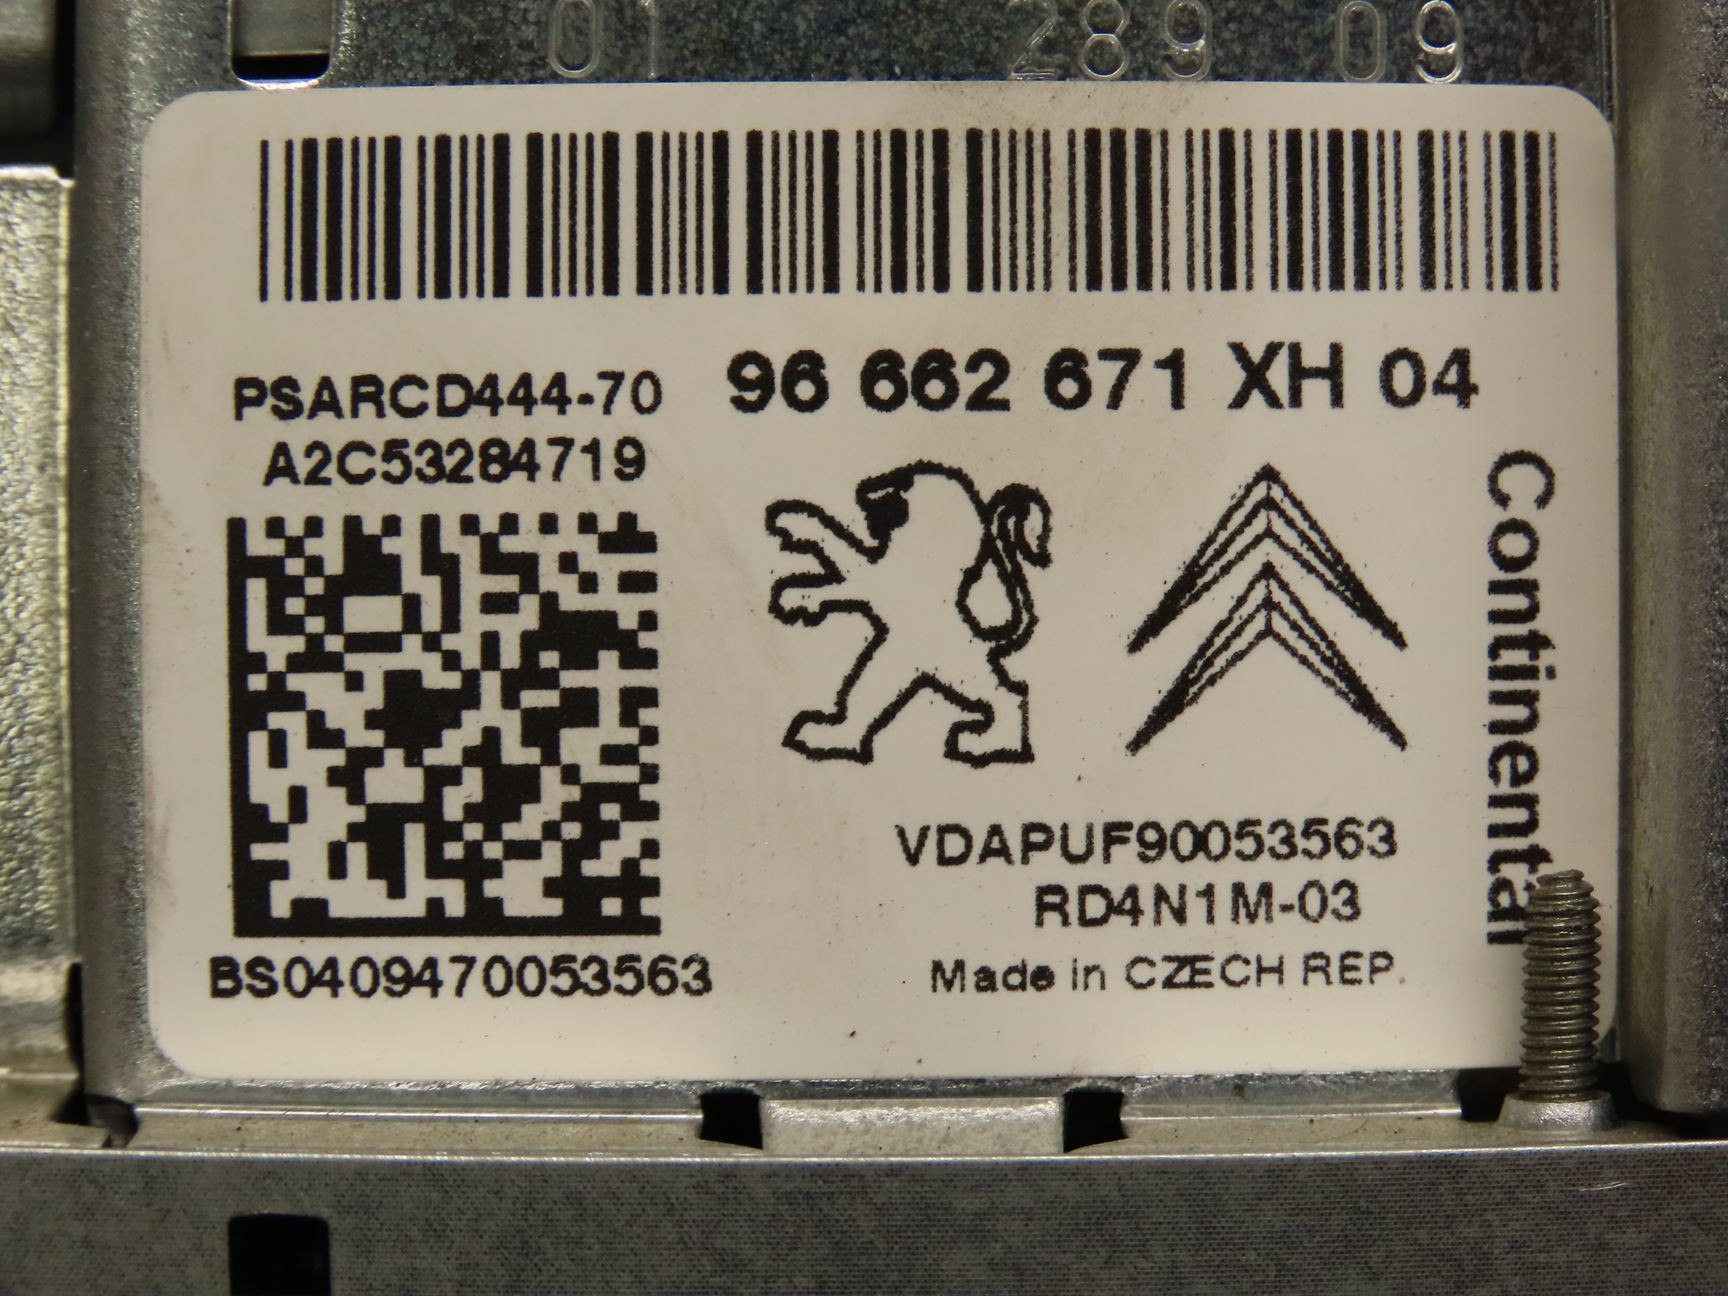 01 289 09
96 662 671 XH 04
PSARCD444-70
A2C53284719
Continental
VDAPUF90053563
RD4N1M-03
BS0409470053563
Made in CZECH REP.